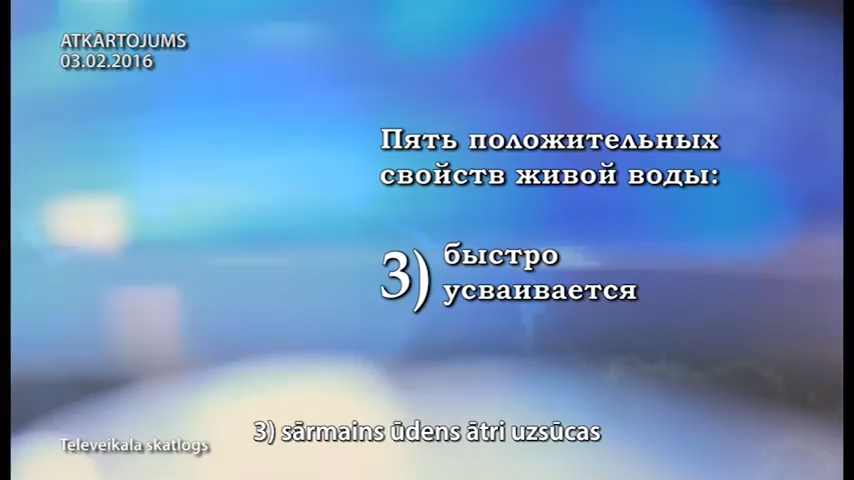 ATKĀRTOJUMS
03.02.2016
Пять положительных
свойств живой воды:
3) быстро
усваивается
3) sārmains ūdens ātri uzsūcas
Televeikala skatlogs